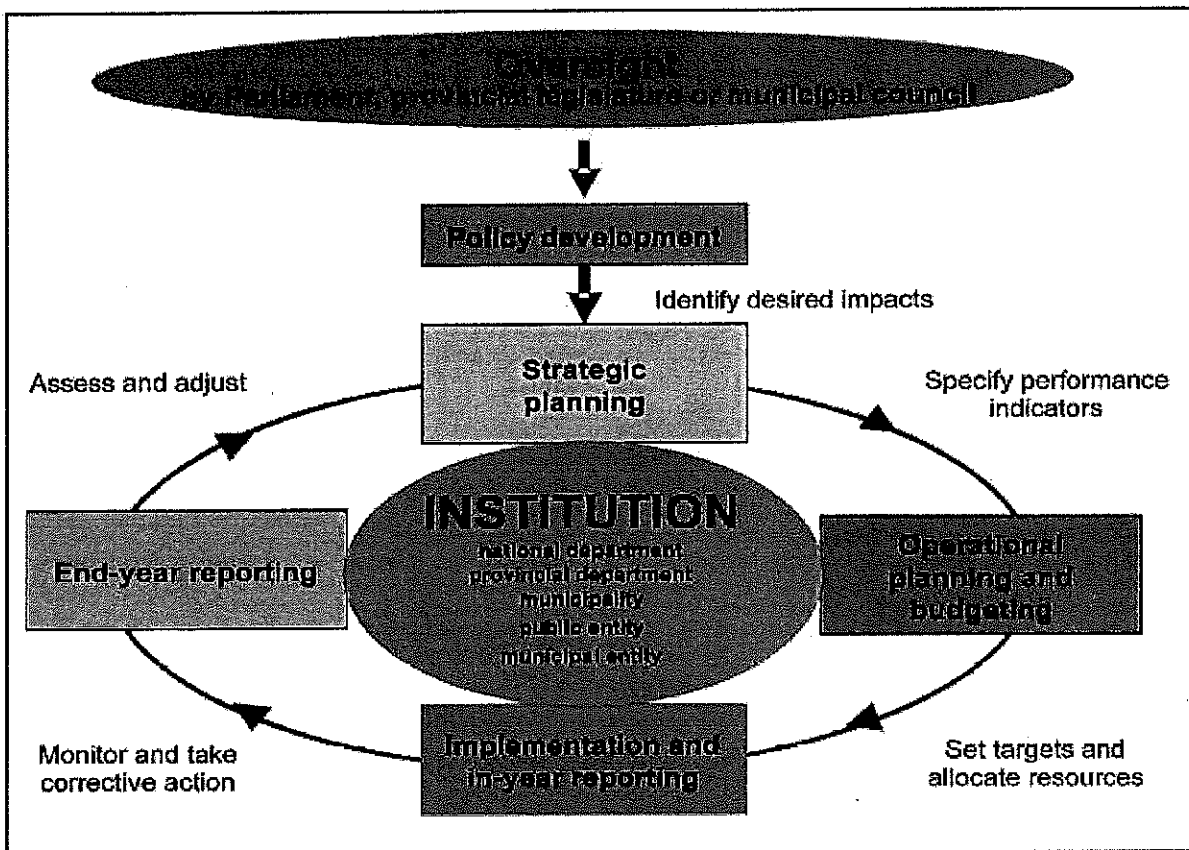 Oversight
by Parliament, provincial legislature or municipal council
Policy development
Identify desired impacts
Strategic
planning
Assess and adjust
Specify performance
indicators
INSTITUTION
national department
provincial department
municipality
public entity
municipal entity
End-year reporting
Operational
planning and
budgeting
Implementation and
in-year reporting
Monitor and take
corrective action
Set targets and
allocate resources